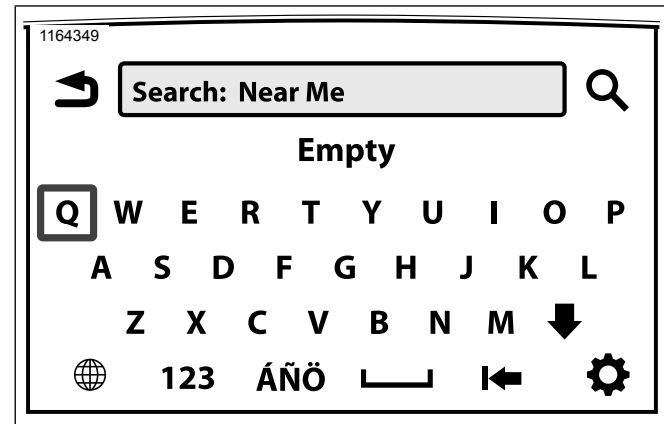 1164349
Search: Near Me
Empty
Q W E R T Y U I O P
A S D F G H J K L
Z X C V B N M
123 ÁÑÖ